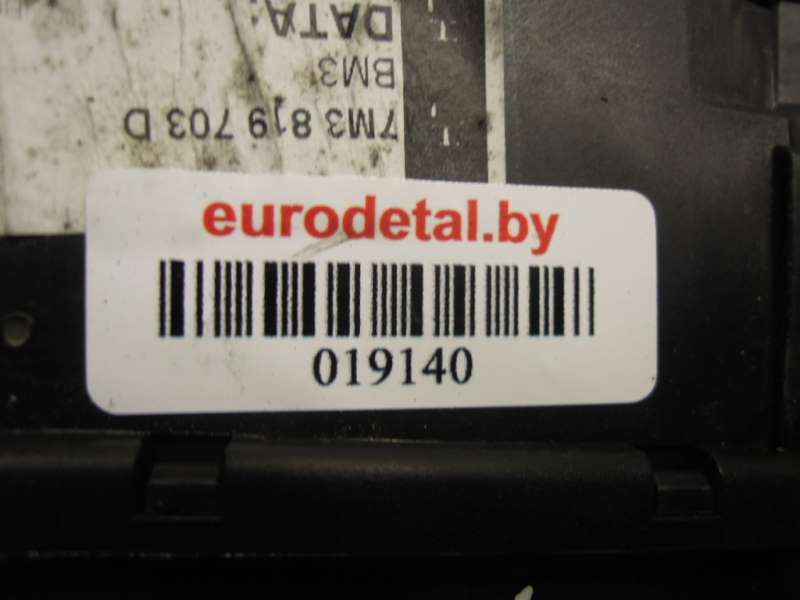 7M3 819 703 D
BM3
DATA:
eurodetal.by
019140